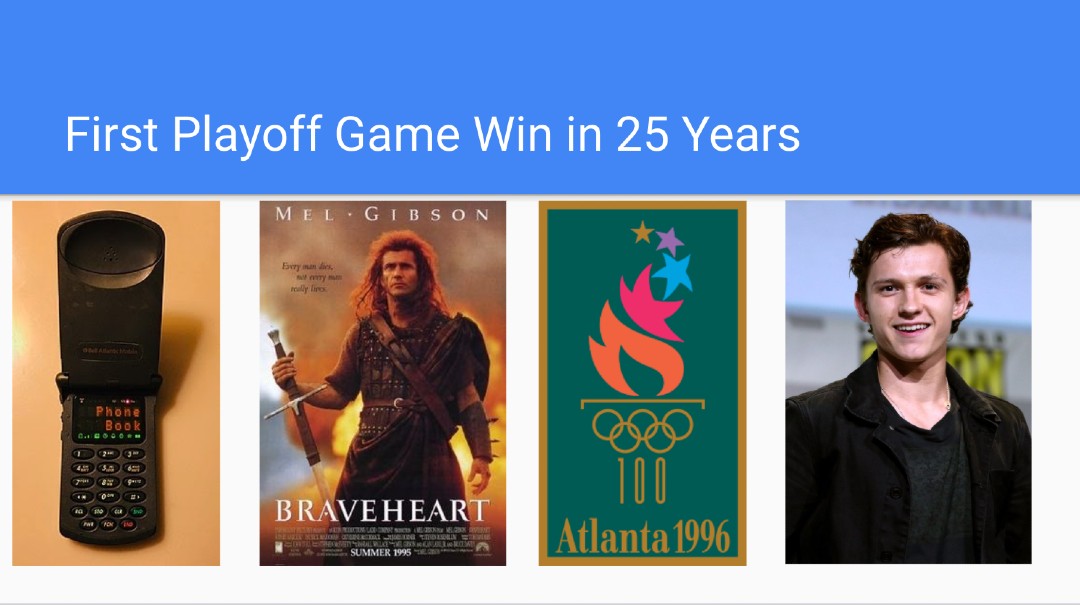 First Playoff Game Win in 25 Years
Phone
Book
MEL · GIBSON
Every man dies,
not every man
really lives.
BRAVEHEART
SUMMER 1995
100
Atlanta 1996